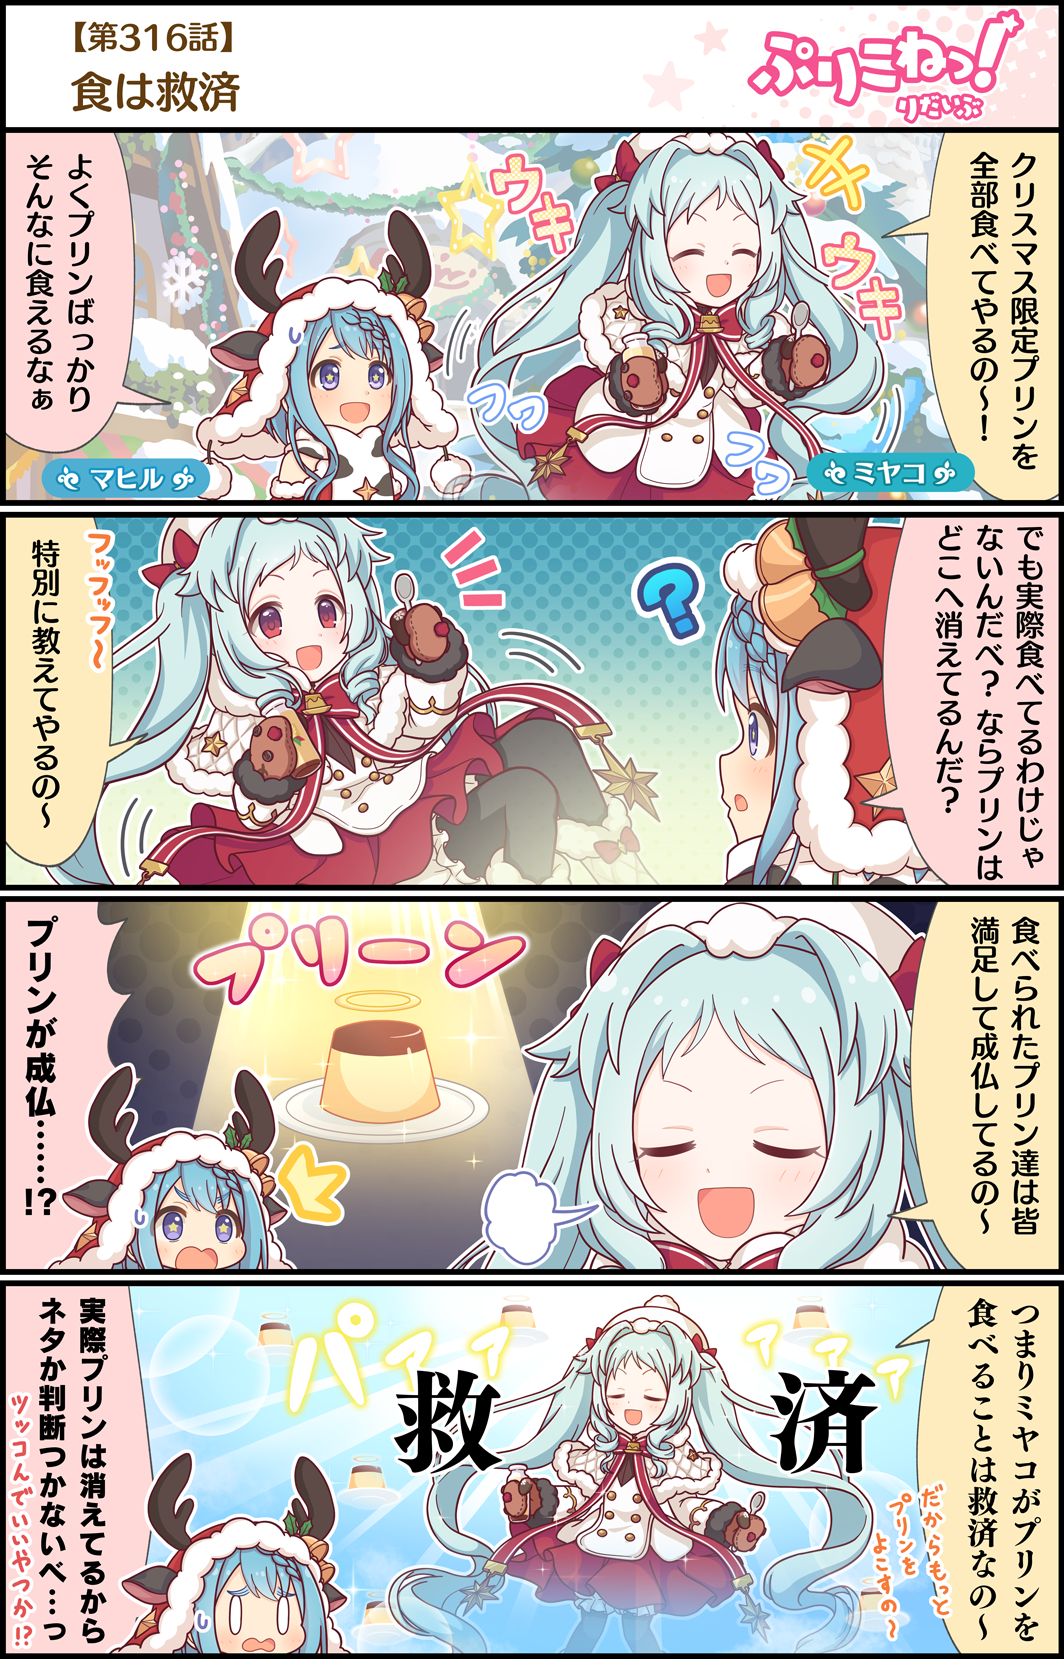 【第316話】
食は救済
ぷりこねっ!
りだいぶ
クリスマス限定プリンを
全部食べてやるの～!
ウキ
ウキ
フワ
フワ
よくプリンばっかり
そんなに食えるなぁ
マヒル
ミヤコ
でも実際食べてるわけじゃ
ないんだべ? ならプリンは
どこへ消えてるんだ?
?
フッフッフ～
特別に教えてやるの～
食べられたプリン達は皆
満足して成仏してるの～
プリーン
プリンが成仏……!?
つまりミヤコがプリンを
食べることは救済なの～
パァァ
ァァァ
救済
だからもっと
プリンを
よこすの～
実際プリンは消えてるから
ネタか判断つかないべ…っ
ツッコんでいいやつか!?